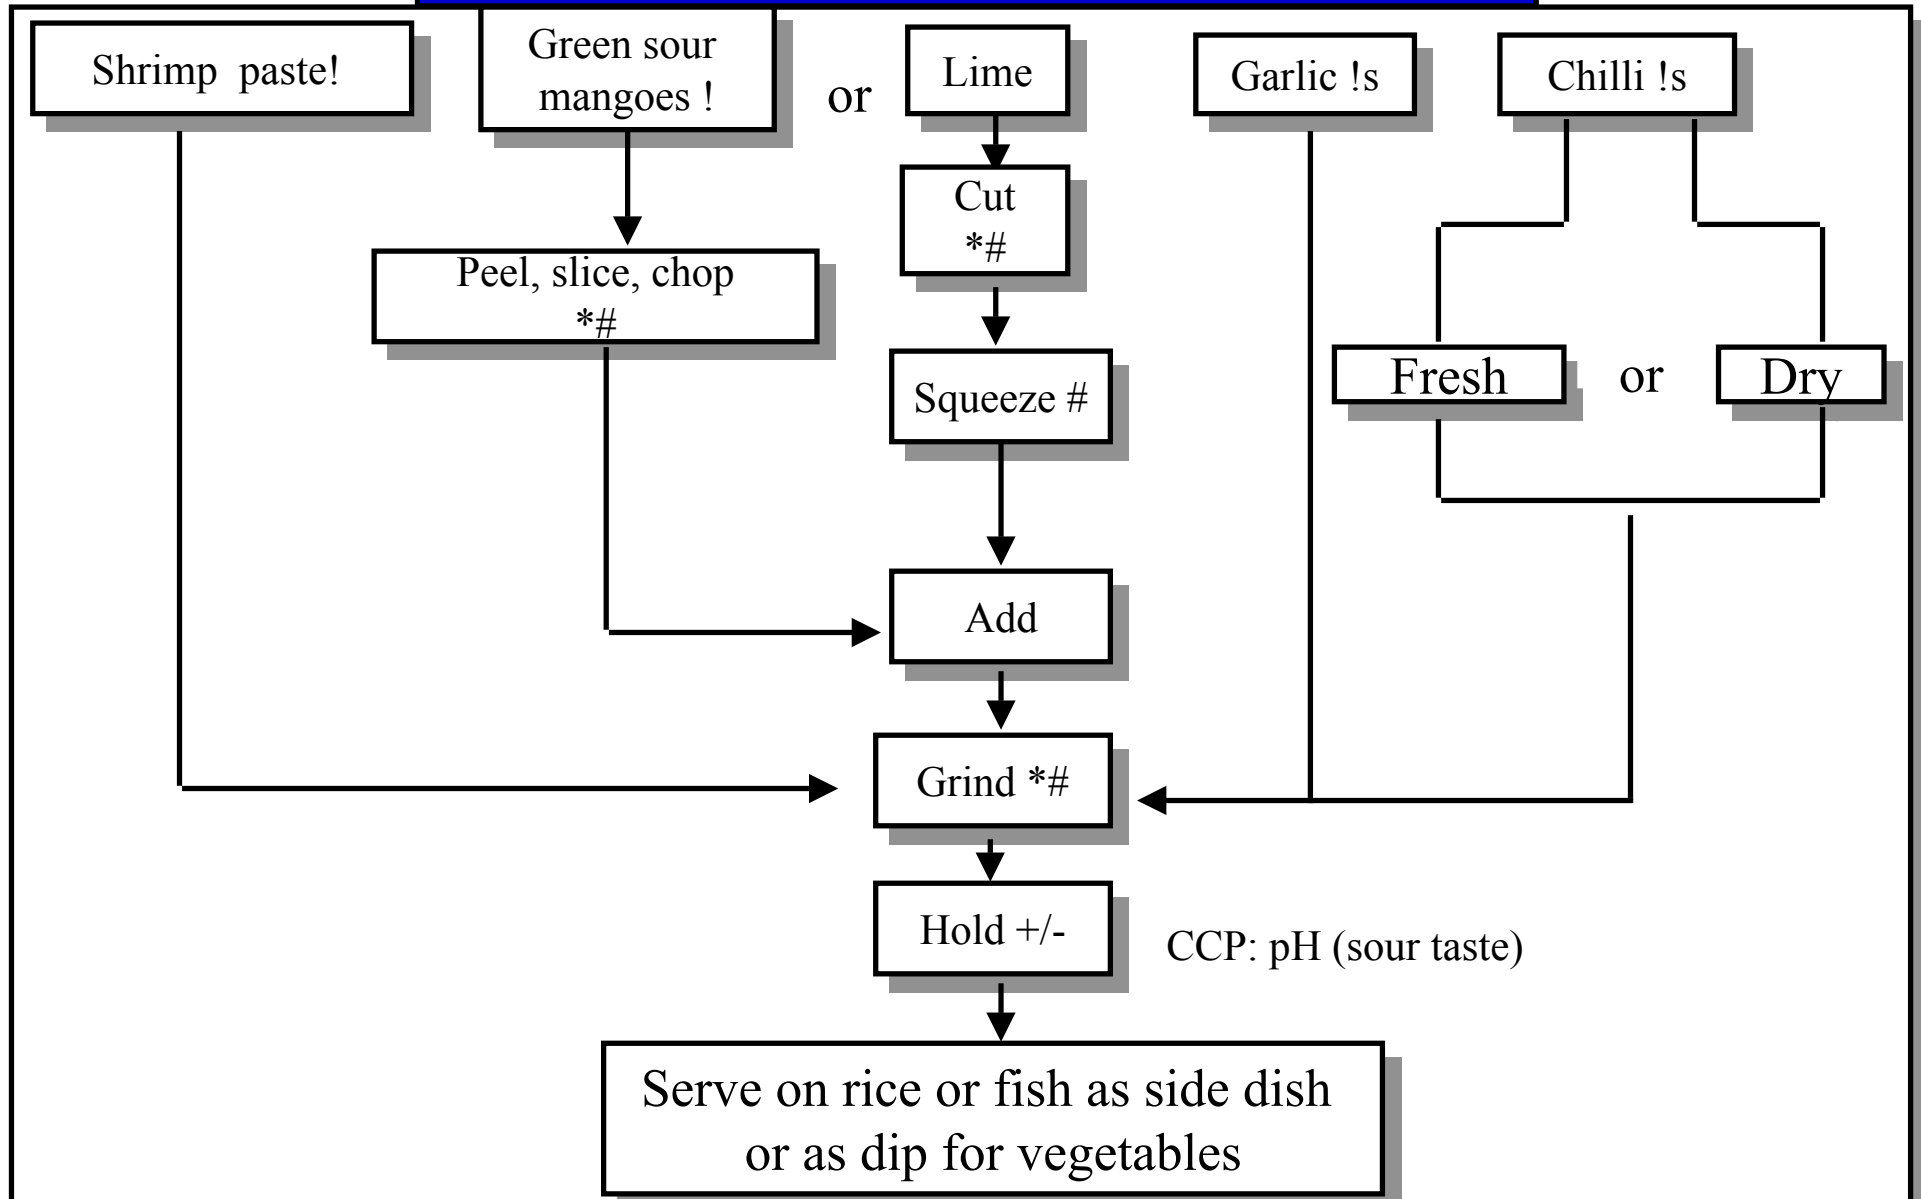 Shrimp paste!
Green sour
mangoes !
or
Lime
Garlic !s
Chilli !s
Cut
*#
Peel, slice, chop
*#
Squeeze #
Fresh
or
Dry
Add
Grind *#
Hold +/-
CCP: pH (sour taste)
Serve on rice or fish as side dish
or as dip for vegetables